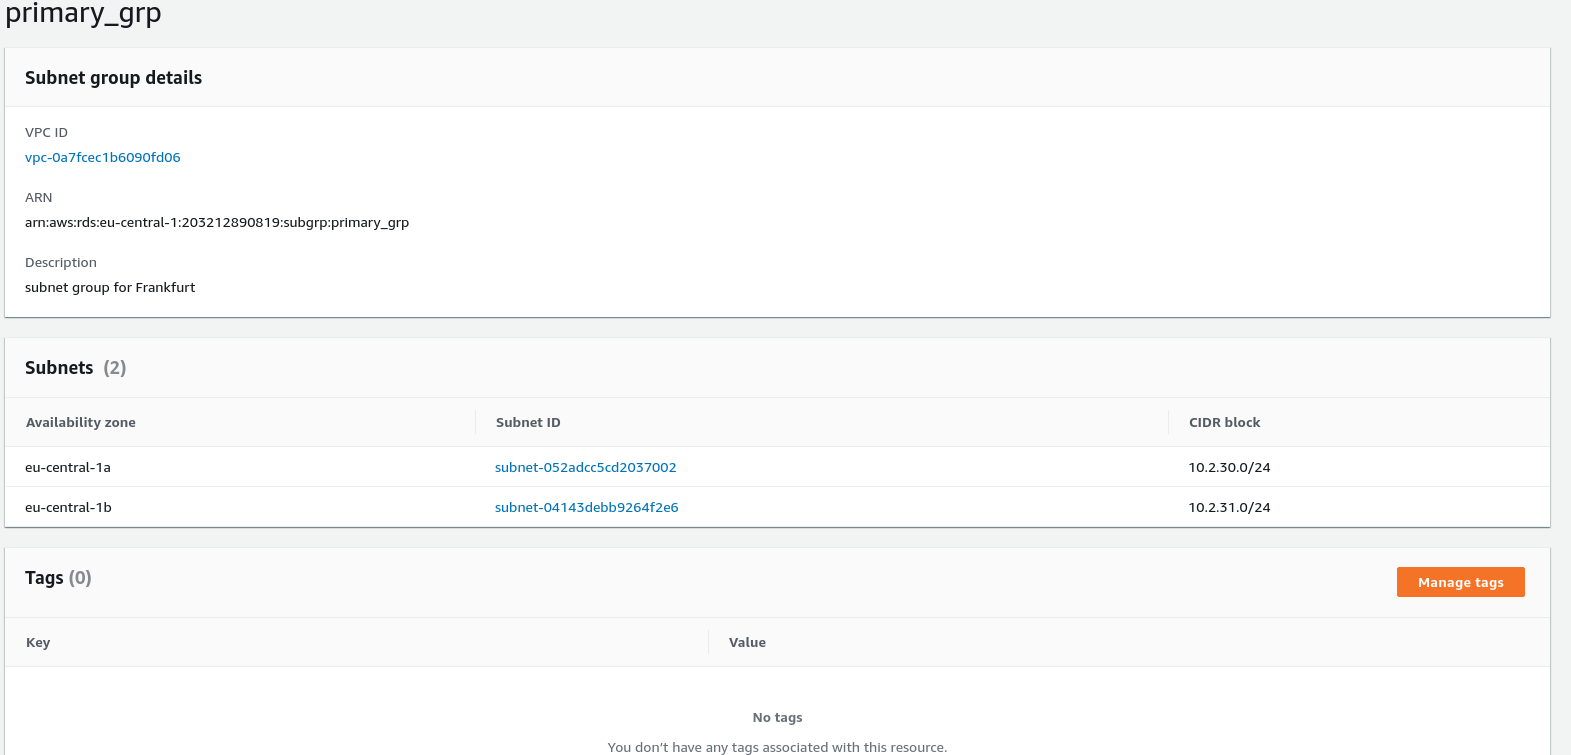 primary_grp
Subnet group details
VPC ID
vpc-0a7fcec1b6090fd06
ARN
arn:aws:rds:eu-central-1:203212890819:subgrp:primary_grp
Description
subnet group for Frankfurt
Subnets (2)
Availability zone Subnet ID CIDR block
eu-central-1a subnet-052adcc5cd2037002 10.2.30.0/24
eu-central-1b subnet-04143debb9264f2e6 10.2.31.0/24
Tags (0) Manage tags
Key Value
No tags
You don’t have any tags associated with this resource.